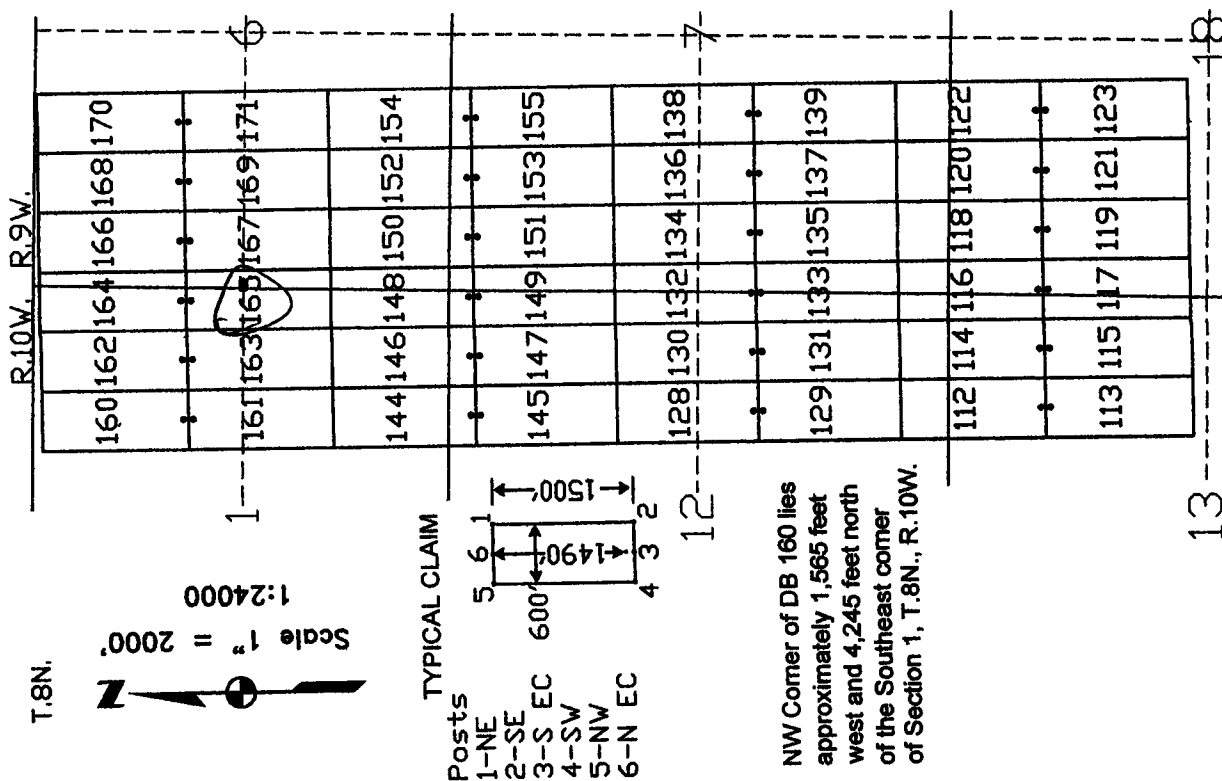 R.10W. R.9W.
T.8N.
160 162 164 166 168 170
161 163 165 167 169 171
1 6
144 146 148 150 152 154
145 147 149 151 153 155
128 130 132 134 136 138
12 7
129 131 133 135 137 139
112 114 116 118 120 122
113 115 117 119 121 123
13 18
N
Scale 1" = 2000'
1:24000
TYPICAL CLAIM
Posts
1-NE
2-SE
3-S EC
4-SW
5-NW
6-N EC
5 6 1
600'
1490'
1500'
4 3 2
NW Corner of DB 160 lies
approximately 1,565 feet
west and 4,245 feet north
of the Southeast corner
of Section 1, T.8N., R.10W.